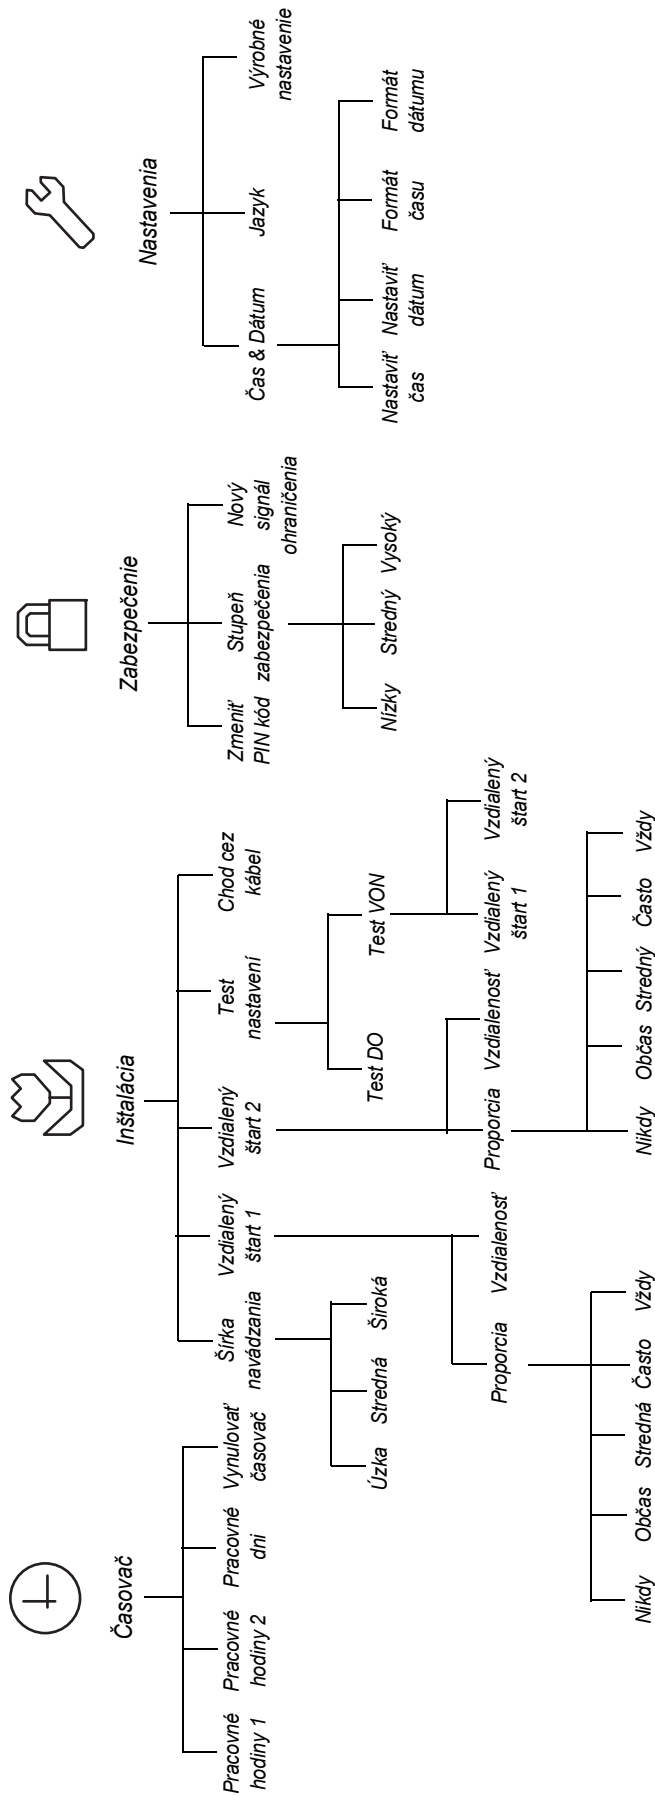 Časovač
Pracovné
hodiny 1
Pracovné
hodiny 2
Pracovné
dni
Vynulovať
časovač
Inštalácia
Šírka
navádzania
Úzka
Stredná
Široká
Vzdialený
štart 1
Proporcia
Nikdy
Občas
Stredná
Často
Vždy
Vzdialenosť
Vzdialený
štart 2
Proporcia
Nikdy
Občas
Stredný
Často
Vždy
Vzdialenosť
Test
nastavení
Test DO
Test VON
Vzdialený
štart 1
Vzdialený
štart 2
Chod cez
kábel
Zabezpečenie
Zmeniť
PIN kód
Stupeň
zabezpečenia
Nízky
Stredný
Vysoký
Nový
signál
ohraničenia
Nastavenia
Čas & Dátum
Nastaviť
čas
Nastaviť
dátum
Formát
času
Formát
dátumu
Jazyk
Výrobné
nastavenie